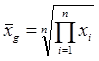 x̄_g = ⁿ√(∏_{i=1}^{n} x_i)